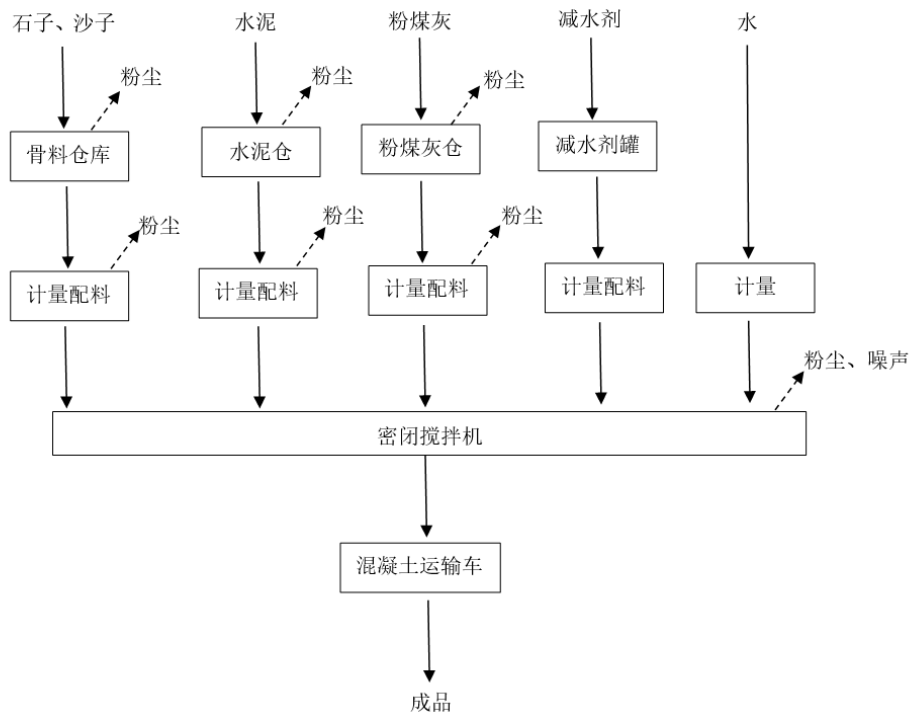 石子、沙子
水泥
粉煤灰
减水剂
水
粉尘
粉尘
粉尘
骨料仓库
水泥仓
粉煤灰仓
减水剂罐
粉尘
粉尘
粉尘
计量配料
计量配料
计量配料
计量配料
计量
粉尘、噪声
密闭搅拌机
混凝土运输车
成品